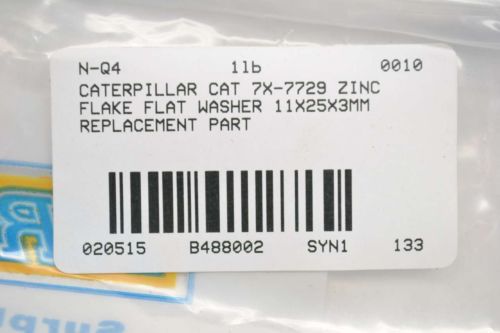 N-Q4 1lb 0010
CATERPILLAR CAT 7X-7729 ZINC
FLAKE FLAT WASHER 11X25X3MM
REPLACEMENT PART
020515 B488002 SYN1 133